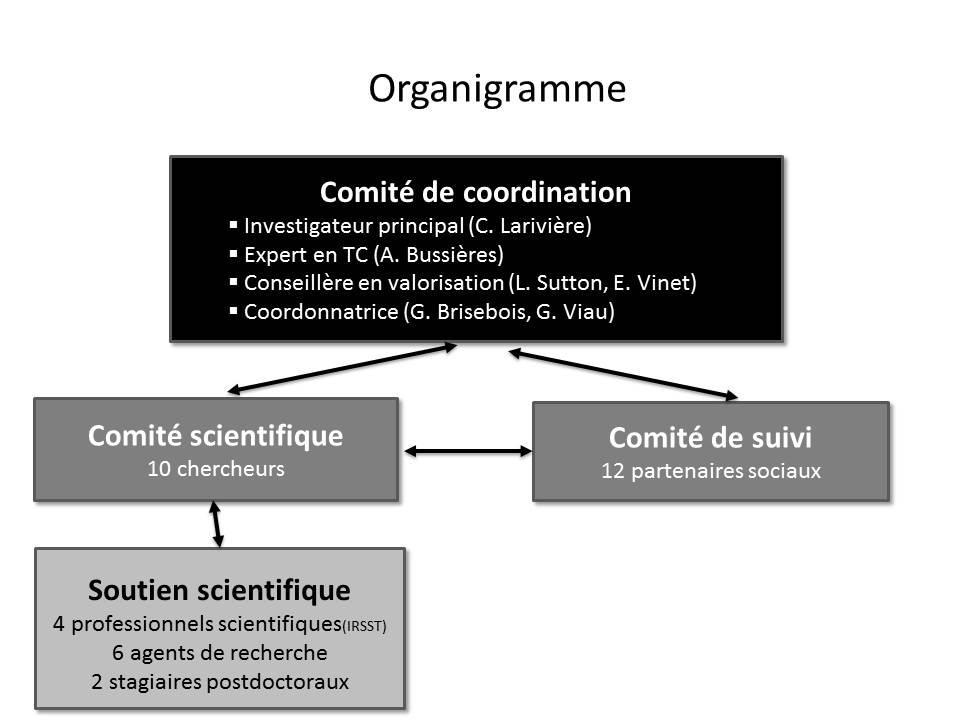 Organigramme
Comité de coordination
▪ Investigateur principal (C. Larivière)
▪ Expert en TC (A. Bussières)
▪ Conseillère en valorisation (L. Sutton, E. Vinet)
▪ Coordonnatrice (G. Brisebois, G. Viau)
Comité scientifique
10 chercheurs
Comité de suivi
12 partenaires sociaux
Soutien scientifique
4 professionnels scientifiques(IRSST)
6 agents de recherche
2 stagiaires postdoctoraux